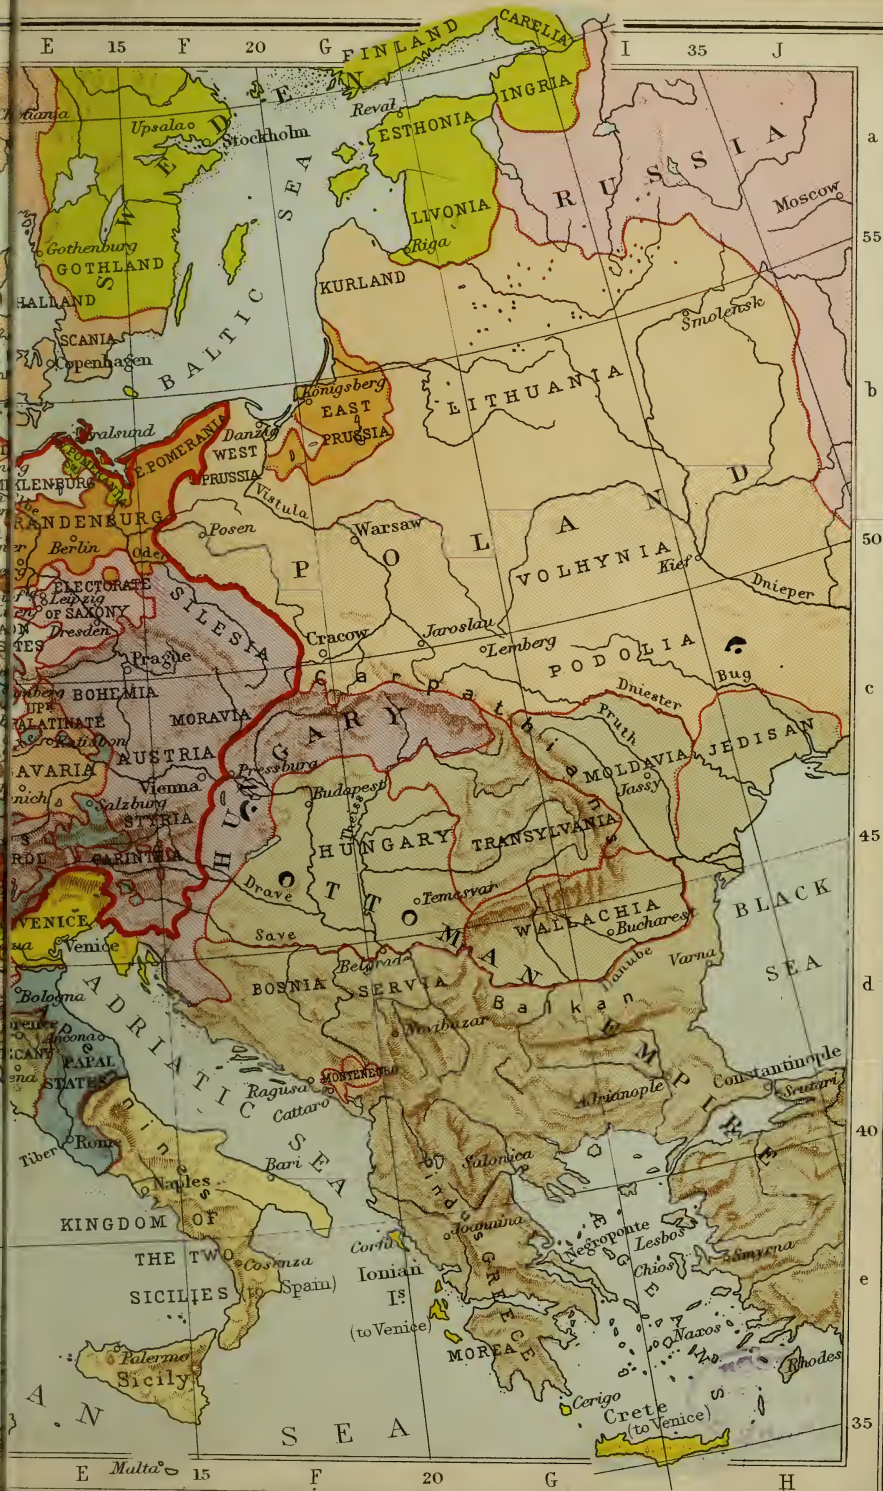 E 15 F 20 G I 35 J
FINLAND
CARELIA
INGRIA
Reval
ESTHONIA
Upsala
Stockholm
SWEDEN
RUSSIA
a
Moscow
LIVONIA
Riga
55
Gothenburg
GOTHLAND
BALTIC SEA
KURLAND
HALLAND
SCANIA
Copenhagen
Smolensk
Königsberg
EAST
PRUSSIA
LITHUANIA
b
Stralsund
E. POMERANIA
Danzig
WEST
PRUSSIA
Vistula
Posen
Berlin
Oder
Warsaw
POLAND
VOLHYNIA
Kief
50
Dnieper
ELECTORATE
Leipzig
OF SAXONY
Dresden
SILESIA
Cracow
Jaroslau
Lemberg
PODOLIA
Bug
Prague
BOHEMIA
MORAVIA
Carpathians
Dniester
Pruth
c
Ratisbon
AUSTRIA
HUNGARY
Pressburg
MOLDAVIA
JEDISAN
Jassy
Vienna
Salzburg
STYRIA
Budapest
Theiss
HUNGARY
TRANSYLVANIA
45
CARINTHIA
Drave
OTTOMAN EMPIRE
Temesvar
WALLACHIA
Bucharest
BLACK
SEA
VENICE
Venice
Save
Belgrad
BOSNIA
SERVIA
Danube
Varna
d
Bologna
ADRIATIC SEA
Balkan
Novibazar
Ancona
PAPAL
STATES
MONTENEGRO
Ragusa
Cattaro
Adrianople
Constantinople
Scutari
Tiber
Rome
40
Naples
Bari
Salonica
Pindus
KINGDOM OF
THE TWO
SICILIES (to Spain)
Cosenza
Corfu
Joannina
Ionian
Is
(to Venice)
GREECE
Negroponte
Lesbos
Smyrna
Chios
e
ÆGEAN S
MOREA
Naxos
Palermo
Sicily
Rhodes
Cerigo
Crete
(to Venice)
35
SEA
E Malta 15 F 20 G H